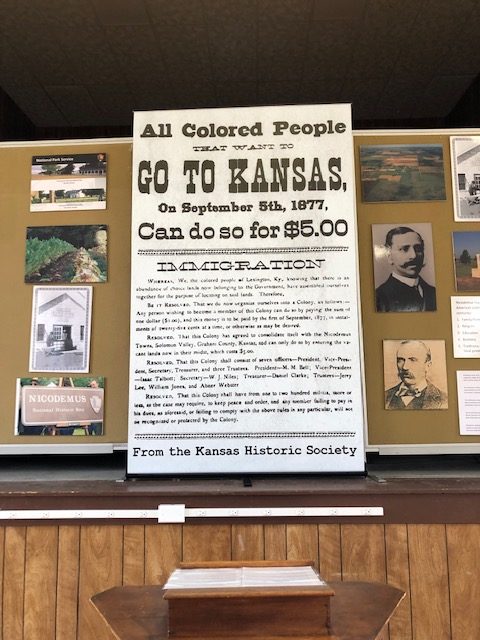 National Park Service
NICODEMUS
National Historic Site
All Colored People
THAT WANT TO
GO TO KANSAS,
On September 5th, 1877,
Can do so for $5.00
IMMIGRATION
WHEREAS, We, the colored people of Lexington, Ky, knowing that there is an
abundance of choice lands now belonging to the Government, have assembled ourselves
together for the purpose of locating on said lands. Therefore,
BE IT RESOLVED, That we do now organize ourselves into a Colony, as follows:—
Any person wishing to become a member of this Colony can do so by paying the sum of
one dollar ($1.00), and this money is to be paid by the first of September, 1877, in instal-
ments of twenty-five cents at a time, or otherwise as may be desired.
RESOLVED, That this Colony has agreed to consolidate itself with the Nicodemus
Towns, Solomon Valley, Graham County, Kansas, and can only do so by entering the va-
cant lands now in their midst, which costs $5.00.
RESOLVED, That this Colony shall consist of seven officers—President, Vice-Pres-
ident, Secretary, Treasurer, and three Trustees. President—M. M. Bell; Vice-President
—Isaac Talbott; Secretary—W. J. Niles; Treasurer—Daniel Clarke; Trustees—Jerry
Lee, William Jones, and Abner Webster
RESOLVED, That this Colony shall have from one to two hundred militia, more or
less, as the case may require, to keep peace and order, and any member failing to pay in
his dues, as aforesaid, or failing to comply with the above rules in any particular, will not
be recognized or protected by the Colony.
From the Kansas Historic Society